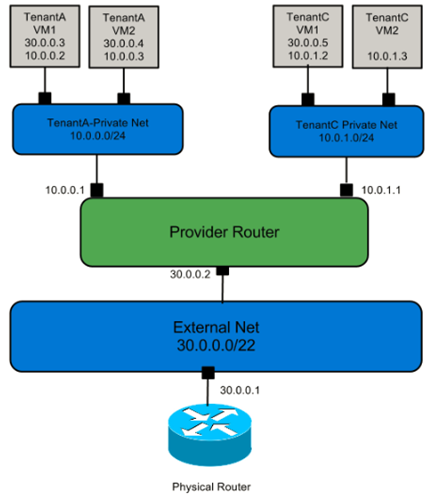 TenantA
VM1
30.0.0.3
10.0.0.2
TenantA
VM2
30.0.0.4
10.0.0.3
TenantC
VM1
30.0.0.5
10.0.1.2
TenantC
VM2
10.0.1.3
TenantA-Private Net
10.0.0.0/24
TenantC Private Net
10.0.1.0/24
10.0.0.1
10.0.1.1
Provider Router
30.0.0.2
External Net
30.0.0.0/22
30.0.0.1
Physical Router